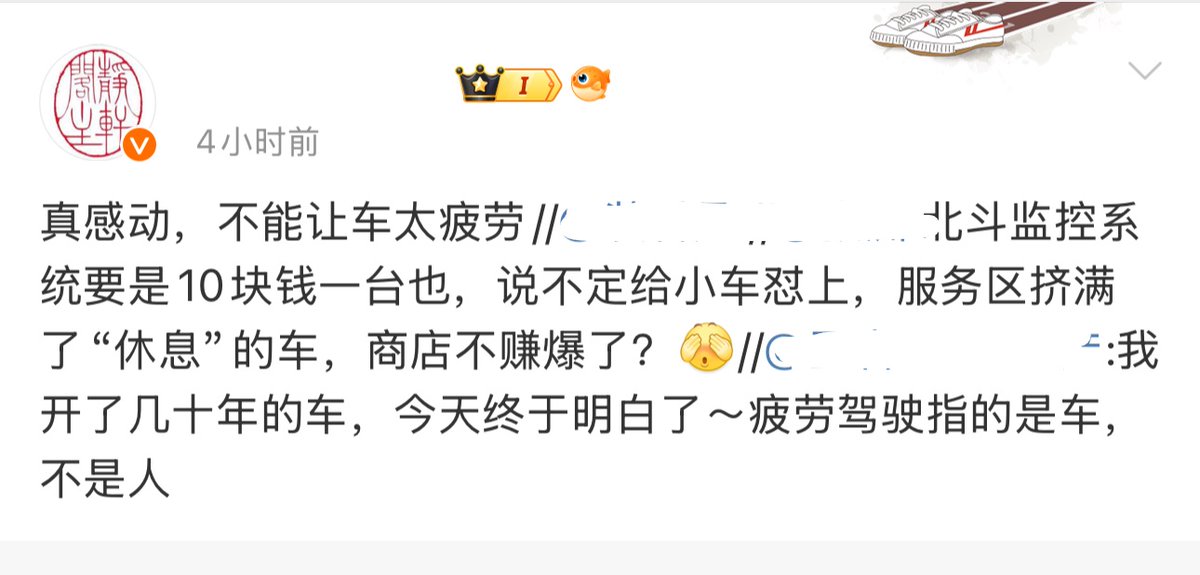 靜軒閣主
I
V
4小时前
真感动，不能让车太疲劳// // 北斗监控系
统要是10块钱一台也，说不定给小车怼上，服务区挤满
了“休息”的车，商店不赚爆了？//:我
开了几十年的车，今天终于明白了～疲劳驾驶指的是车，
不是人